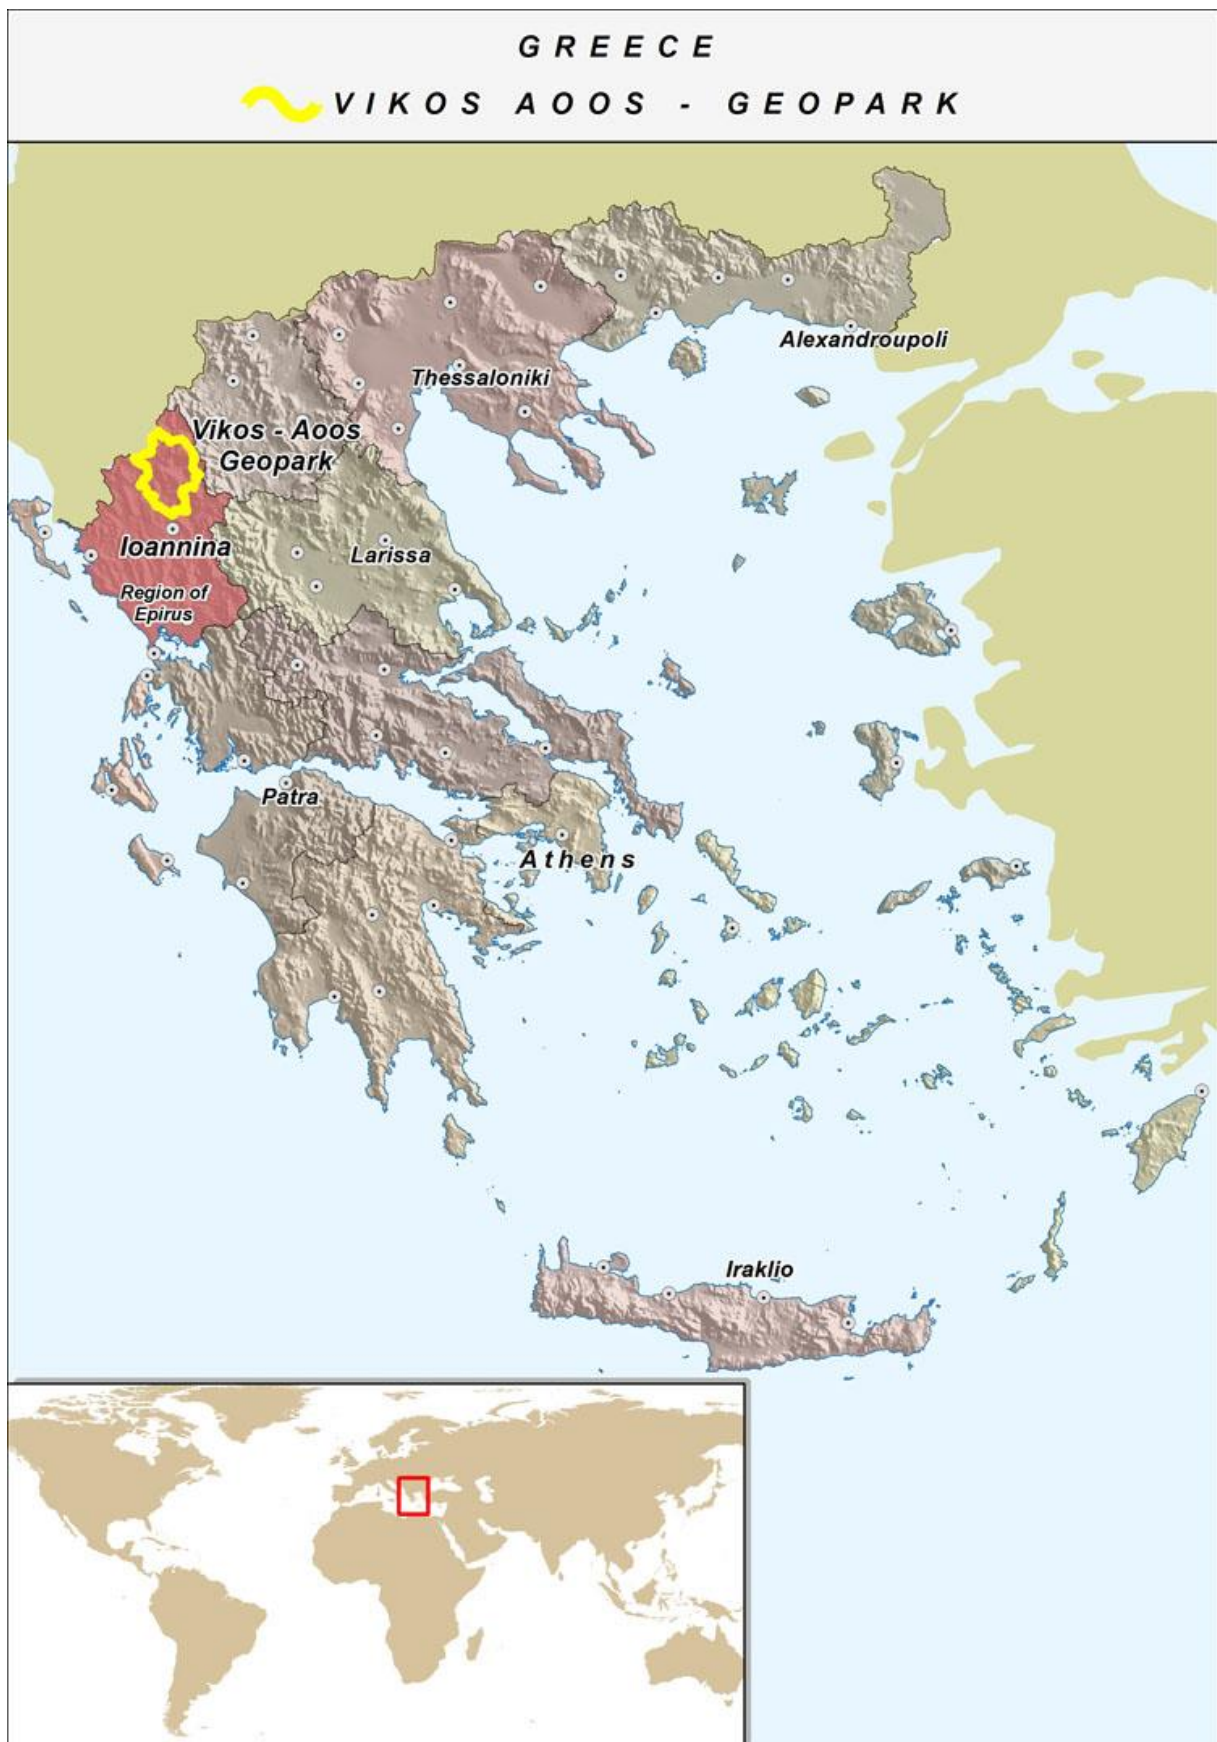 GREECE
VIKOS AOOS - GEOPARK
Alexandroupoli
Thessaloniki
Vikos - Aoos
Geopark
Ioannina
Larissa
Region of
Epirus
Patra
Athens
Iraklio